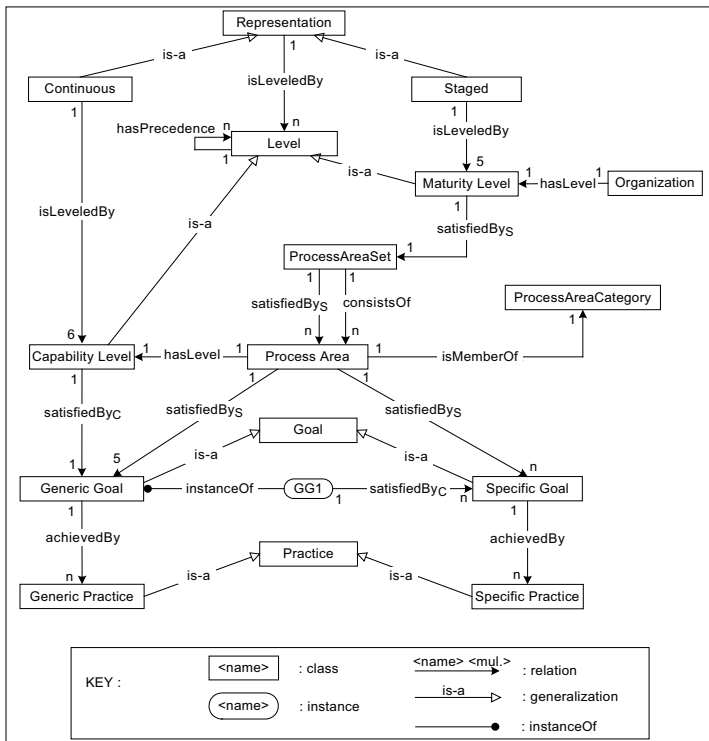 Representation
is-a
1
is-a
Continuous
isLeveledBy
Staged
1
1
hasPrecedence
n
n
isLeveledBy
Level
1
5
is-a
1
hasLevel
1
Maturity Level
Organization
1
isLeveledBy
is-a
satisfiedByS
ProcessAreaSet
1
1
1
ProcessAreaCategory
satisfiedByS
consistsOf
1
6
n
n
Capability Level
1
hasLevel
1
Process Area
1
isMemberOf
1
1
1
satisfiedByC
satisfiedByS
satisfiedByS
Goal
is-a
is-a
1
5
n
Generic Goal
instanceOf
GG1
satisfiedByC
n
Specific Goal
1
1
1
achievedBy
achievedBy
Practice
n
is-a
is-a
n
Generic Practice
Specific Practice
KEY :
<name>
: class
<name> <mul.>
: relation
is-a
: generalization
<name>
: instance
: instanceOf